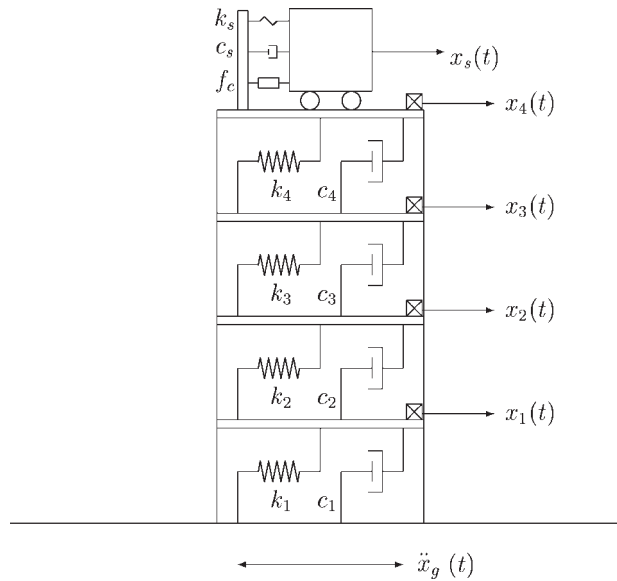 k_s
c_s x_s(t)
f_c
x_4(t)
k_4 c_4
x_3(t)
k_3 c_3
x_2(t)
k_2 c_2
x_1(t)
k_1 c_1
ẍ_g (t)